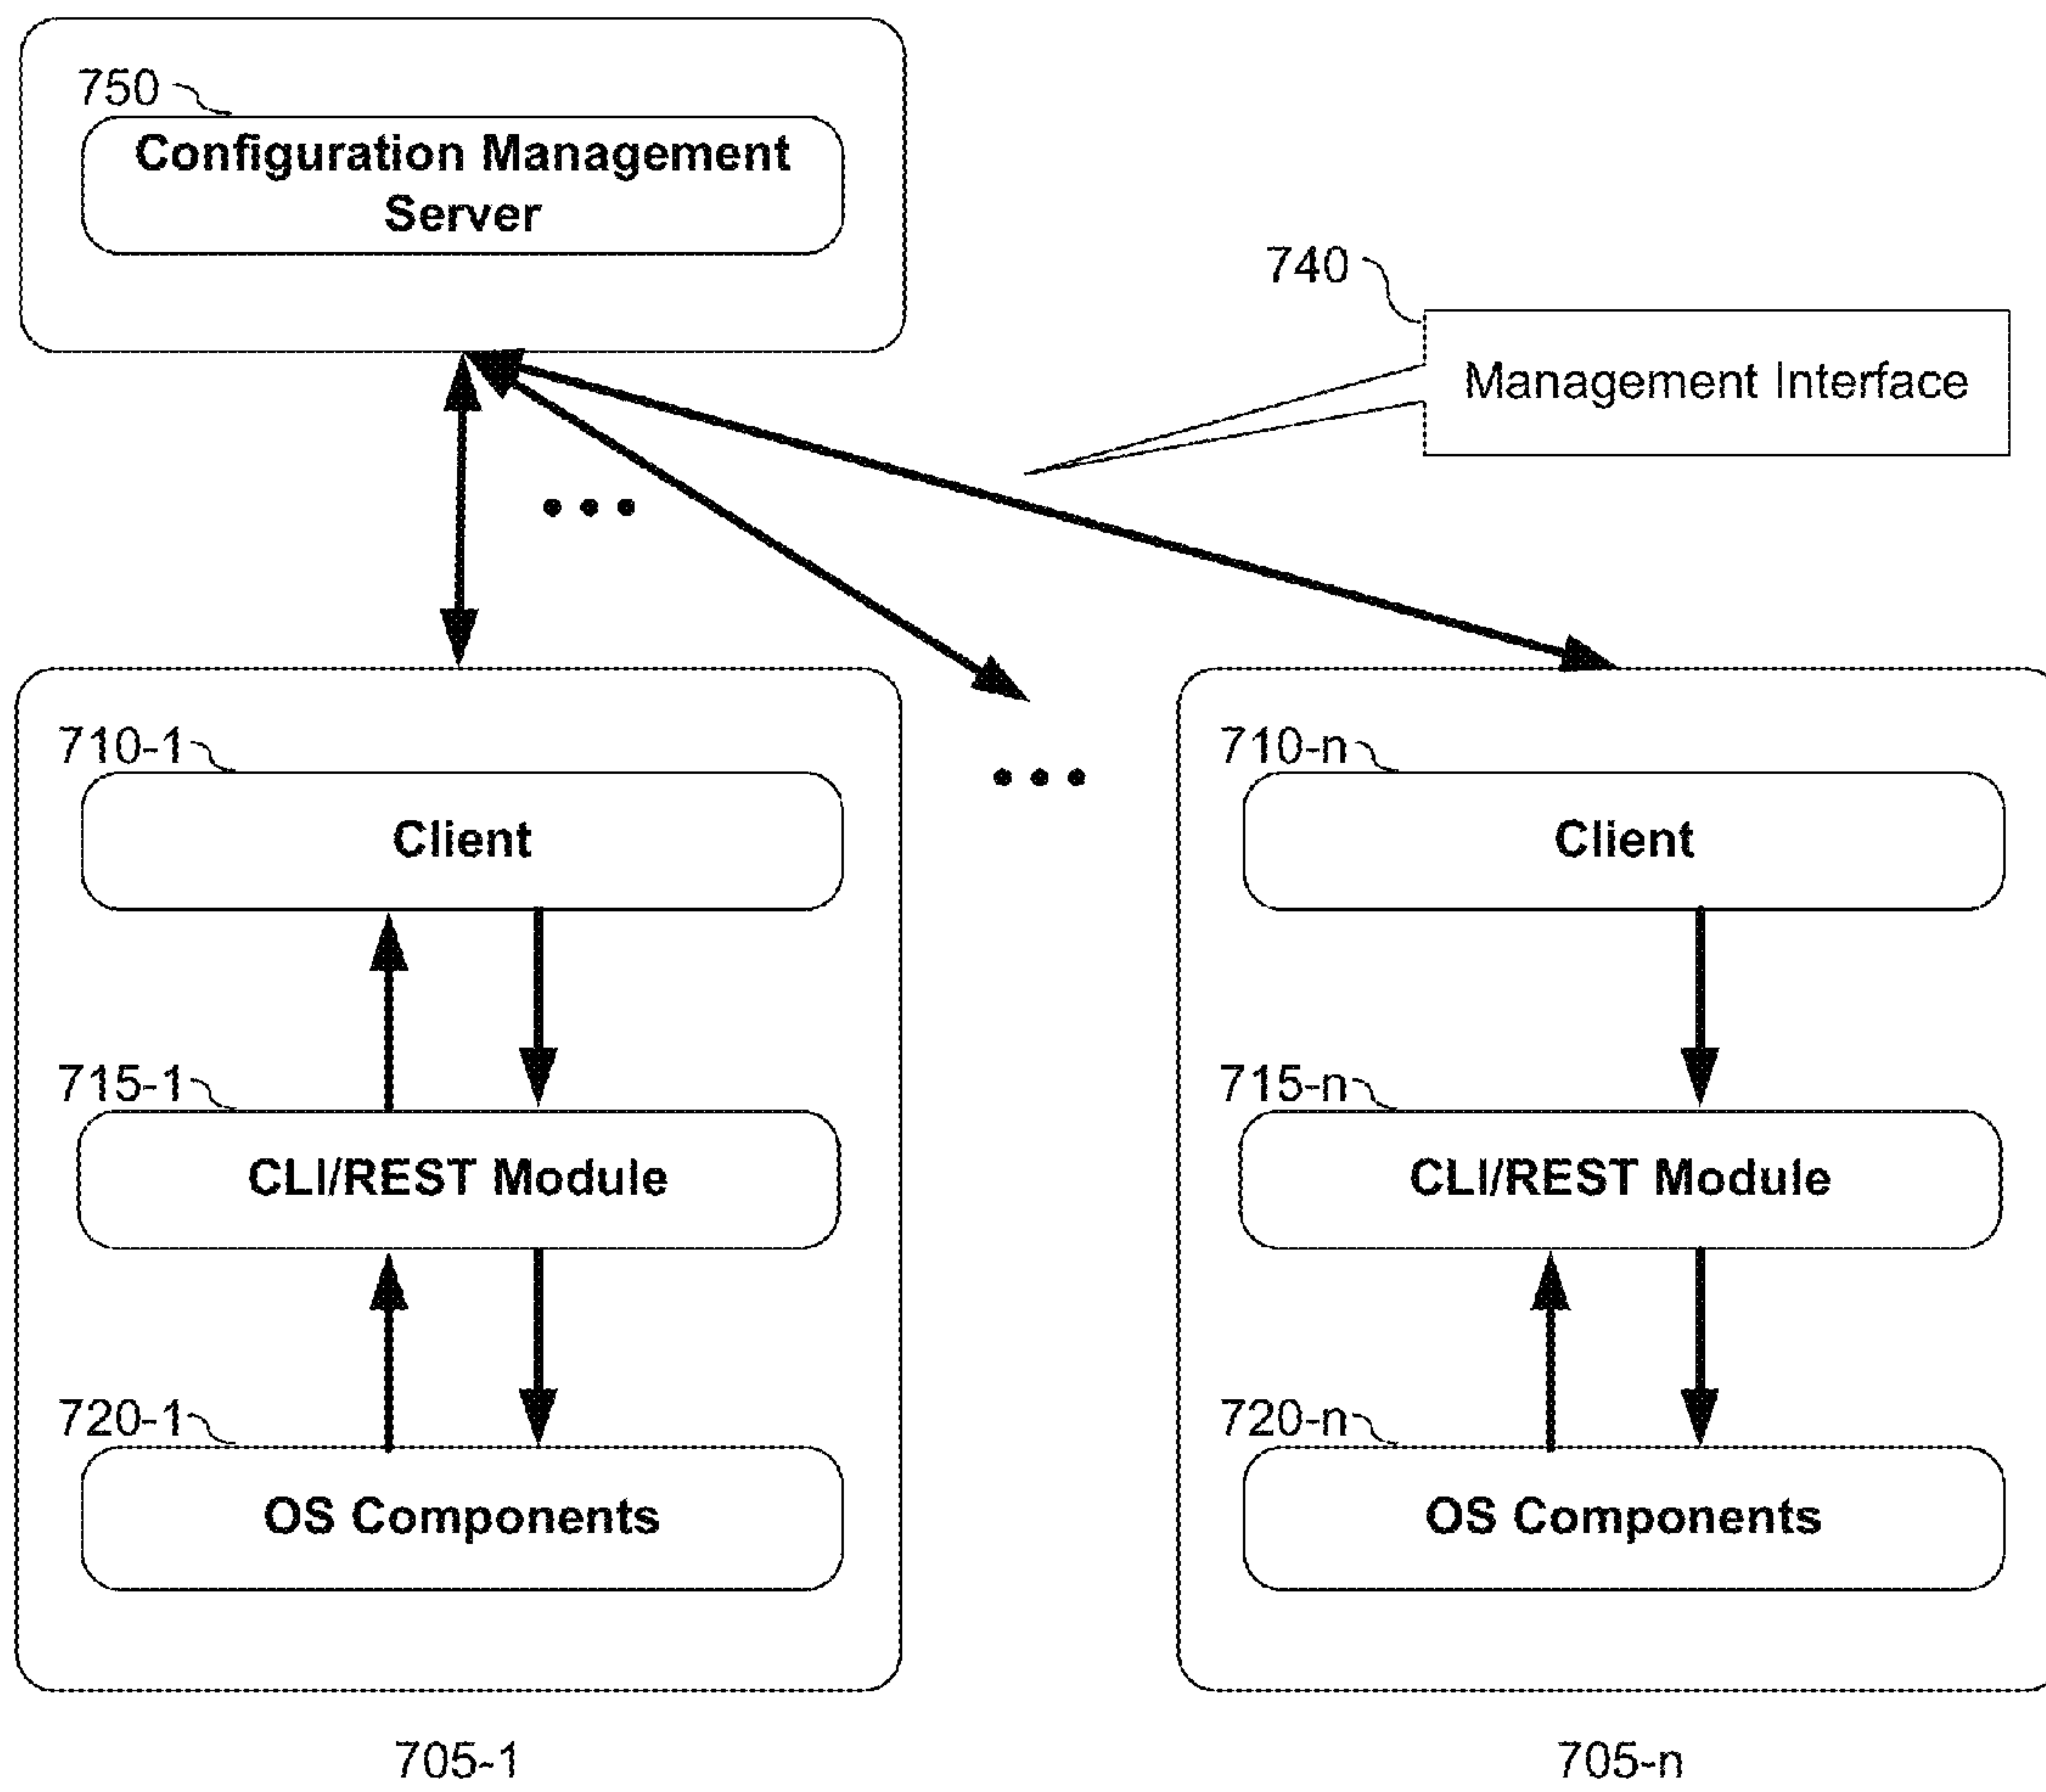 750
Configuration Management
Server
740
Management Interface
710-1
Client
710-n
Client
715-1
CLI/REST Module
715-n
CLI/REST Module
720-1
OS Components
720-n
OS Components
705-1
705-n